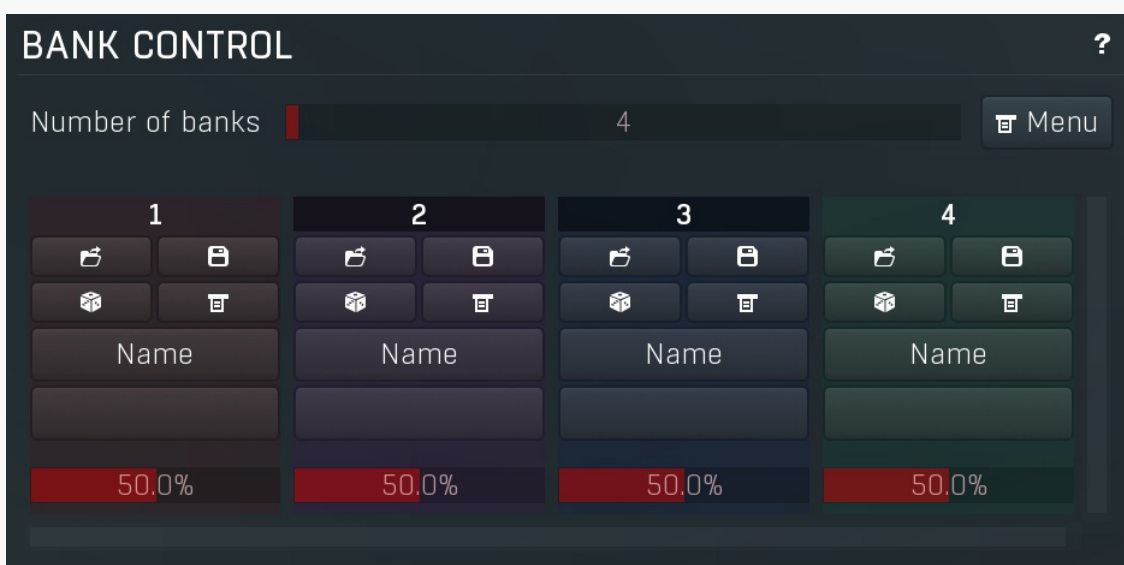 BANK CONTROL ?
Number of banks 4 Menu
1 2 3 4
Name Name Name Name
50.0% 50.0% 50.0% 50.0%